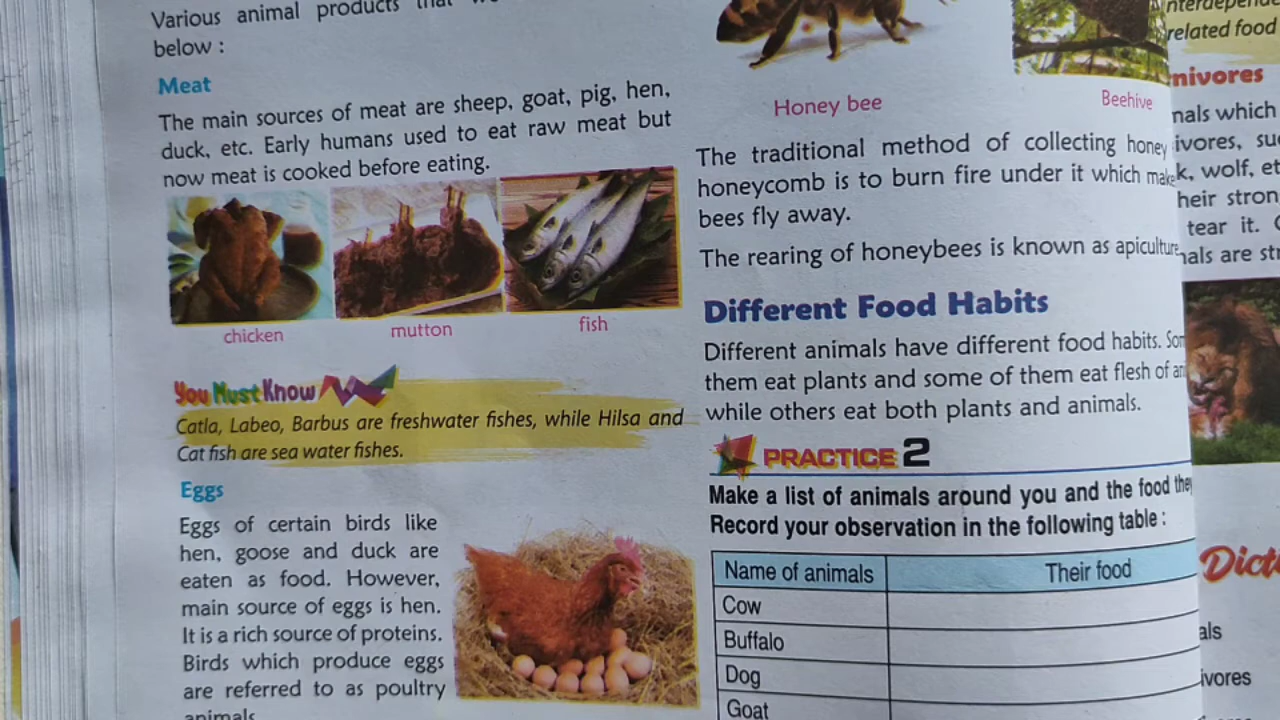 Various animal products that
below :
Meat
The main sources of meat are sheep, goat, pig, hen,
duck, etc. Early humans used to eat raw meat but
now meat is cooked before eating.
chicken
mutton
fish
You Must Know
Catla, Labeo, Barbus are freshwater fishes, while Hilsa and
Cat fish are sea water fishes.
Eggs
Eggs of certain birds like
hen, goose and duck are
eaten as food. However,
main source of eggs is hen.
It is a rich source of proteins.
Birds which produce eggs
are referred to as poultry
animals
Honey bee
Beehive
The traditional method of collecting honey
honeycomb is to burn fire under it which make
bees fly away.
The rearing of honeybees is known as apiculture
Different Food Habits
Different animals have different food habits.
them eat plants and some of them eat flesh of
while others eat both plants and animals.
PRACTICE 2
Make a list of animals around you and the food they
Record your observation in the following table :
Name of animals Their food
Cow
Buffalo
Dog
Goat
related food
nivores
nals which
ivores,
k, wolf,
heir
tear it.
nals are
als
ivores